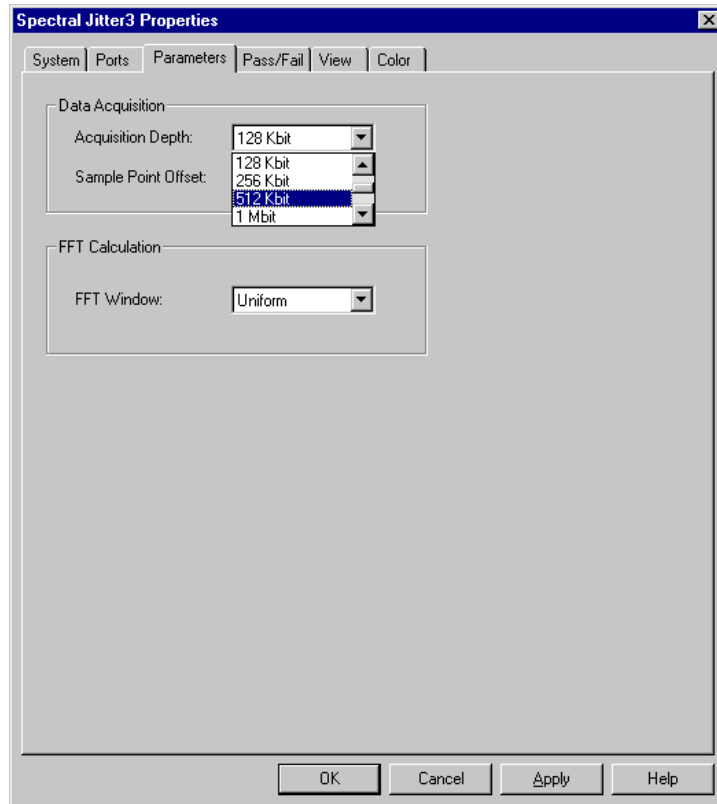 Spectral Jitter3 Properties
System Ports Parameters Pass/Fail View Color
Data Acquisition
Acquisition Depth: 128 Kbit
128 Kbit
Sample Point Offset: 256 Kbit
512 Kbit
1 Mbit
FFT Calculation
FFT Window: Uniform
OK Cancel Apply Help